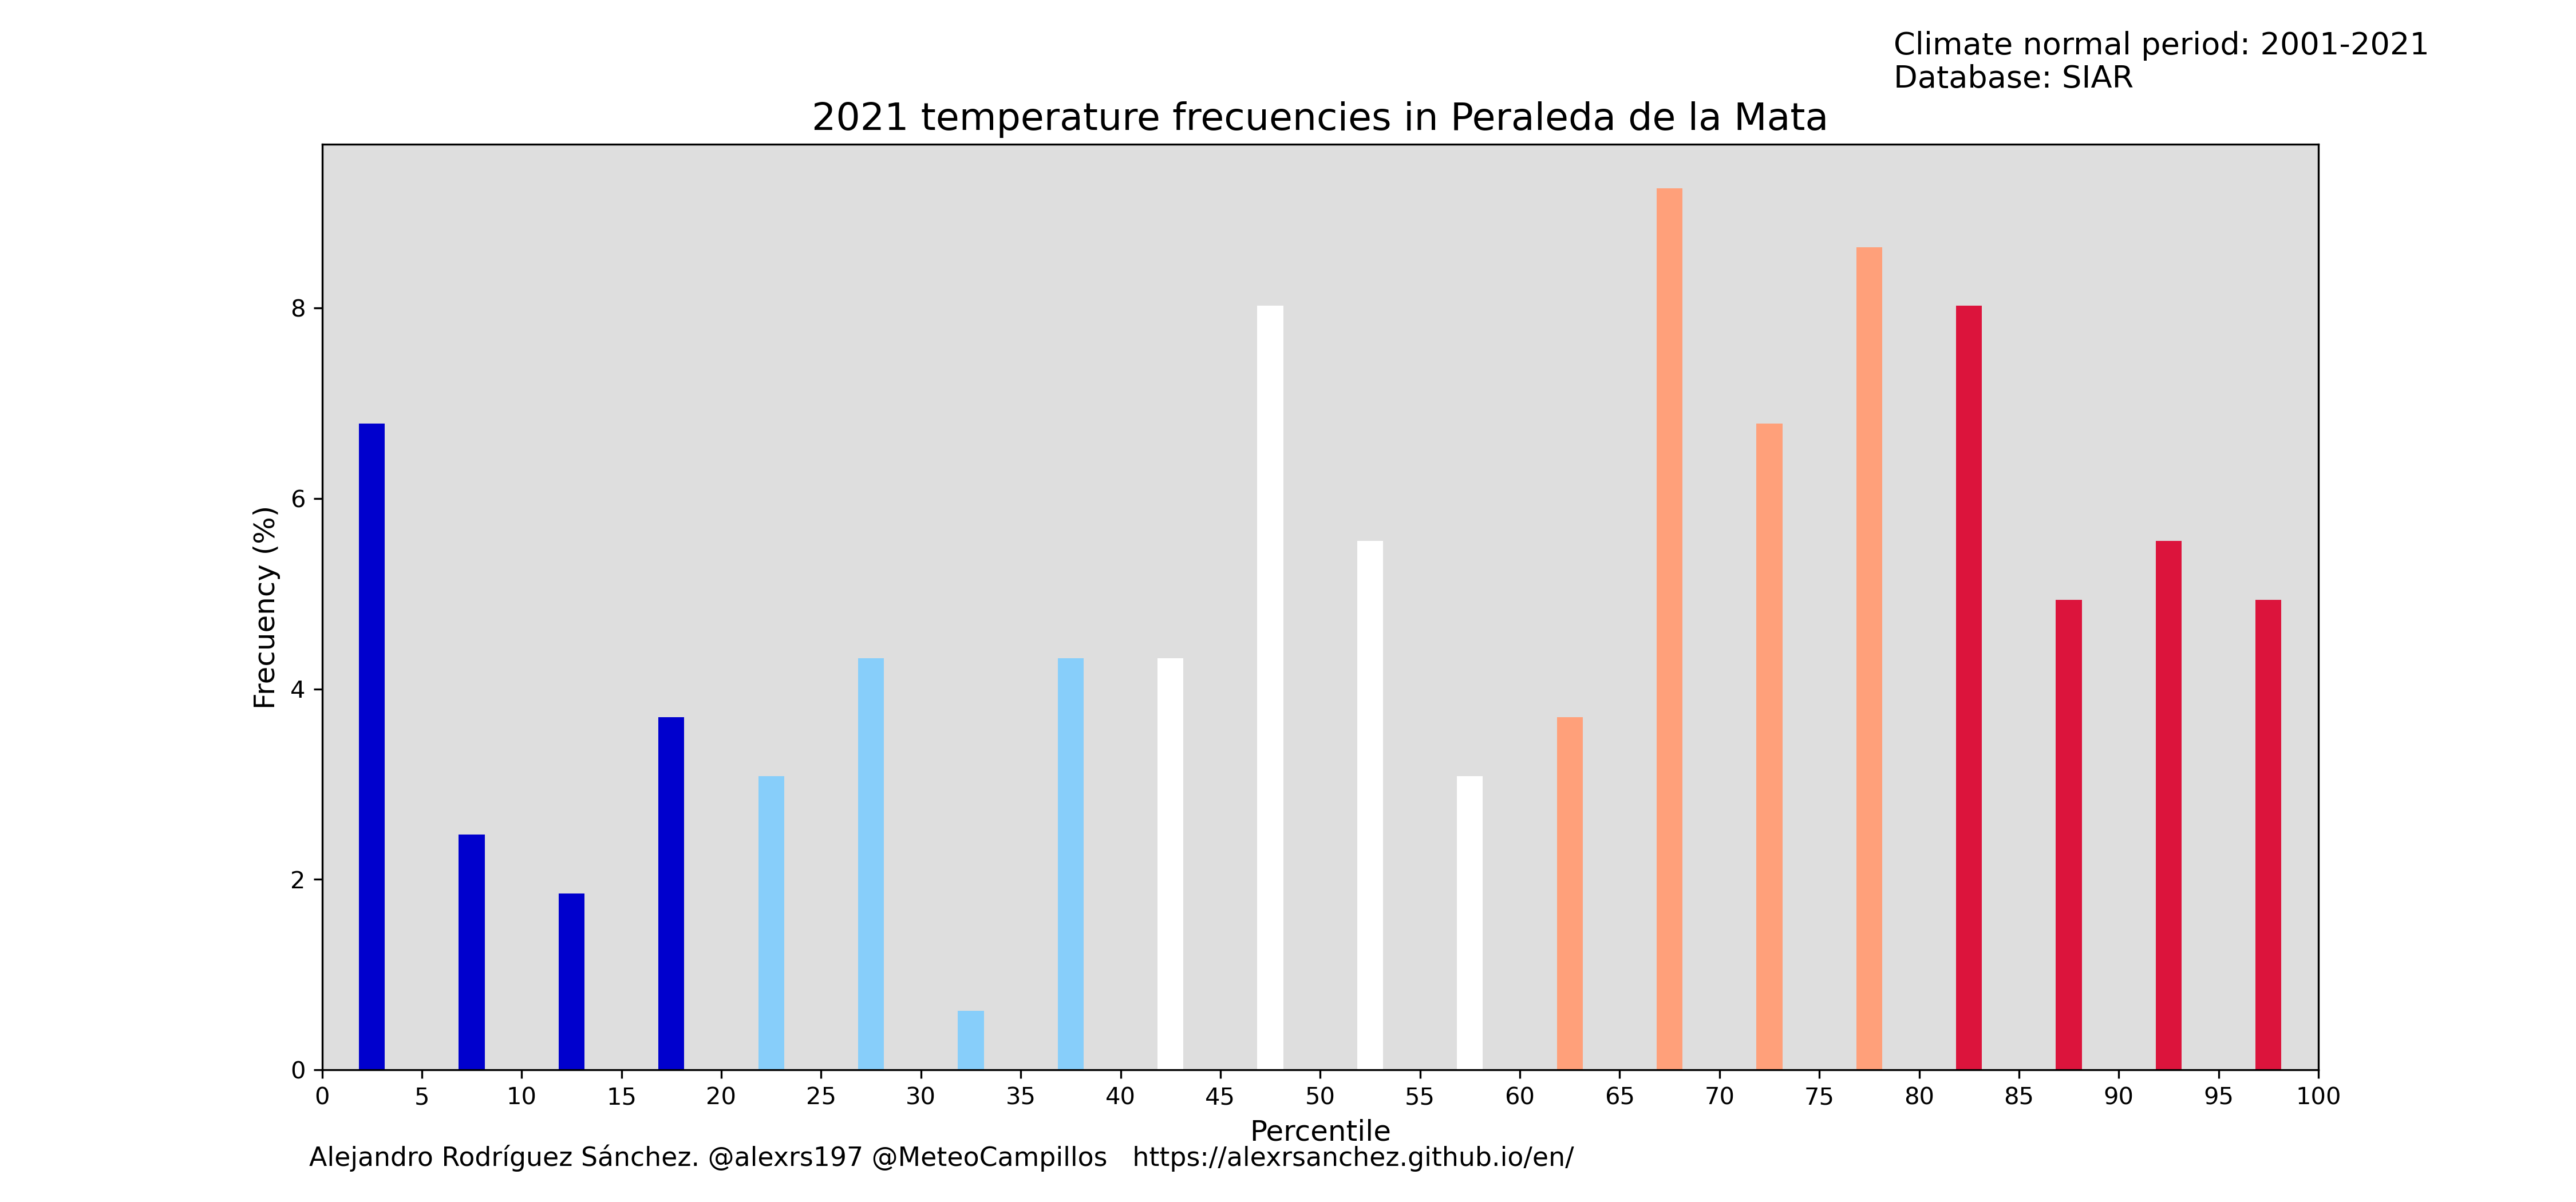 Climate normal period: 2001-2021
Database: SIAR
2021 temperature frecuencies in Peraleda de la Mata
8
6
4
2
0
Frecuency (%)
0 5 10 15 20 25 30 35 40 45 50 55 60 65 70 75 80 85 90 95 100
Percentile
Alejandro Rodríguez Sánchez. @alexrs197 @MeteoCampillos https://alexrsanchez.github.io/en/